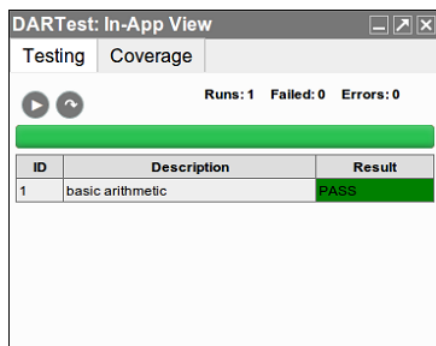 DARTest: In-App View
Testing Coverage
Runs: 1 Failed: 0 Errors: 0
ID Description Result
1 basic arithmetic PASS